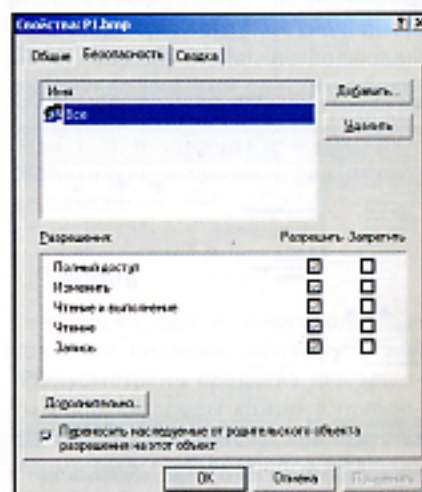 Свойства: P1.bmp
Общие Безопасность Сводка
Имя
Добавить...
Все
Удалить
Разрешения: Разрешить Запретить
Полный доступ
Изменить
Чтение и выполнение
Чтение
Запись
Дополнительно...
Переносить наследуемые от родительского объекта
разрешения на этот объект
OK Отмена Применить